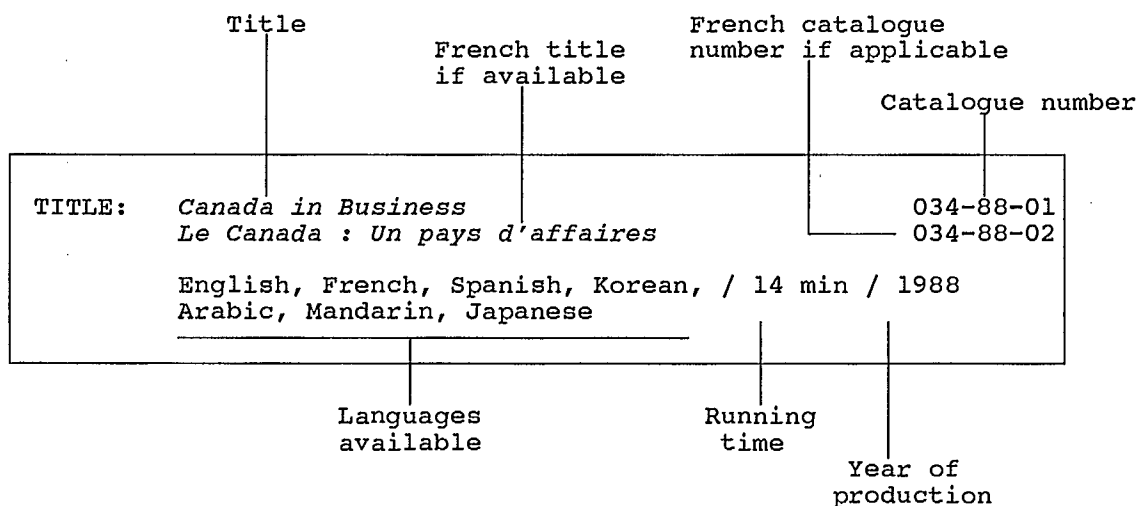 Title
French title
if available
French catalogue
number if applicable
Catalogue number
TITLE: Canada in Business 034-88-01
Le Canada : Un pays d'affaires 034-88-02
English, French, Spanish, Korean, / 14 min / 1988
Arabic, Mandarin, Japanese
Languages
available
Running
time
Year of
production